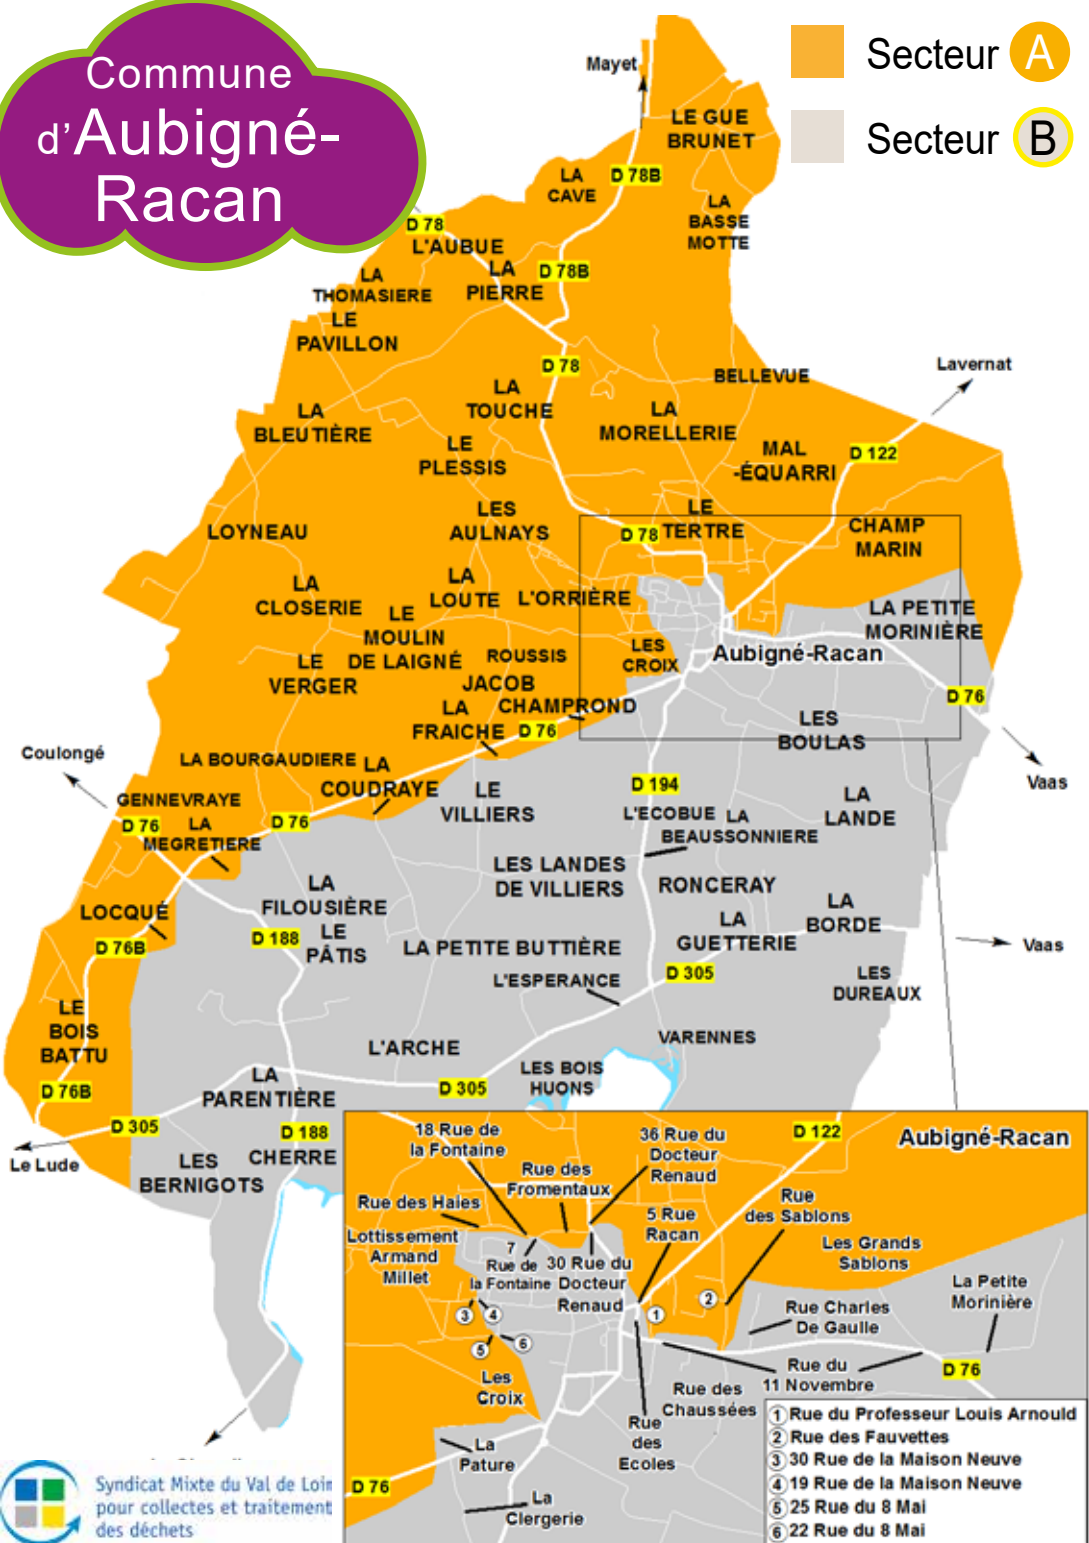 Commune
d'Aubigné-
Racan
Secteur A
Secteur B
Mayet
LE GUE
BRUNET
D 78B
LA
CAVE
LA
BASSE
MOTTE
D 78
L'AUBUE
LA
PIERRE
D 78B
LA
THOMASIERE
LE
PAVILLON
D 78
Lavernat
BELLEVUE
LA
TOUCHE
LA
MORELLERIE
LA
BLEUTIÈRE
LE
PLESSIS
MAL
-ÉQUARRI
D 122
LES
AULNAYS
LE
TERTRE
D 78
CHAMP
MARIN
LOYNEAU
LA
CLOSERIE
LA
LOUTE
L'ORRIÈRE
LE
MOULIN
DE LAIGNÉ
LA PETITE
MORINIÈRE
LES
CROIX
Aubigné-Racan
ROUSSIS
LE
VERGER
JACOB
CHAMPROND
LA
FRAICHE
D 76
D 76
LES
BOULAS
Coulongé
LA BOURGAUDIERE
LA
COUDRAYE
LE
VILLIERS
D 194
Vaas
GENNEVRAYE
D 76
LA
MEGRETIERE
D 76
L'ECOBUE
LA
BEAUSSONNIERE
LA
LANDE
LES LANDES
DE VILLIERS
RONCERAY
LA
FILOUSIÈRE
LOCQUÉ
LA
BORDE
LA
GUETTERIE
D 76B
D 188
LE
PÂTIS
LA PETITE BUTTIÈRE
Vaas
L'ESPERANCE
D 305
LES
DUREAUX
LE
BOIS
BATTU
L'ARCHE
VARENNES
LES BOIS
HUONS
D 76B
LA
PARENTIÈRE
D 305
D 305
D 188
Le Lude
CHERRE
LES
BERNIGOTS
18 Rue de
la Fontaine
36 Rue du
Docteur
Renaud
D 122
Aubigné-Racan
Rue des
Fromentaux
Rue des Haies
5 Rue
Racan
Rue
des Sablons
Lottissement
Armand
Millet
7
Rue de
la Fontaine
30 Rue du
Docteur
Renaud
Les Grands
Sablons
La Petite
Morinière
2
1
3
4
5
6
Rue Charles
De Gaulle
Rue du
11 Novembre
D 76
Les
Croix
Rue des
Chaussées
Rue
des
Ecoles
La
Pature
D 76
La
Clergerie
1 Rue du Professeur Louis Arnould
2 Rue des Fauvettes
3 30 Rue de la Maison Neuve
4 19 Rue de la Maison Neuve
5 25 Rue du 8 Mai
6 22 Rue du 8 Mai
Syndicat Mixte du Val de Loir
pour collectes et traitement
des déchets